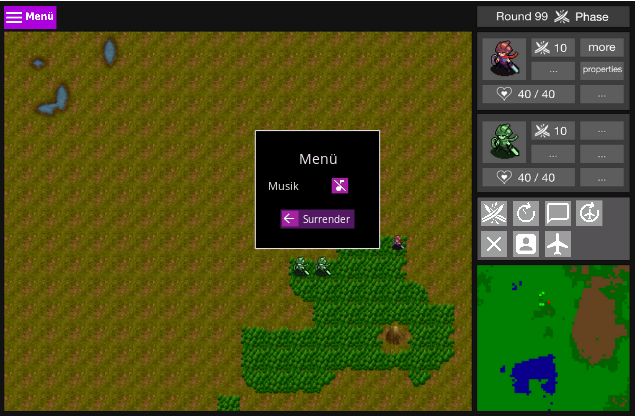 Menü
Round 99 Phase
10
more
...
properties
40 / 40
...
10
...
...
...
40/40
...
Menü
Musik
Surrender